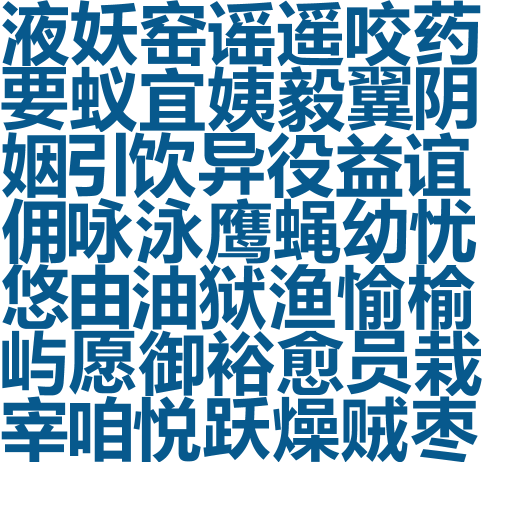 液妖窑谣遥咬药
要蚁宜姨毅翼阴
姻引饮异役益谊
佣咏泳鹰蝇幼忧
悠由油狱渔愉榆
屿愿御裕愈员栽
宰咱悦跃燥贼枣